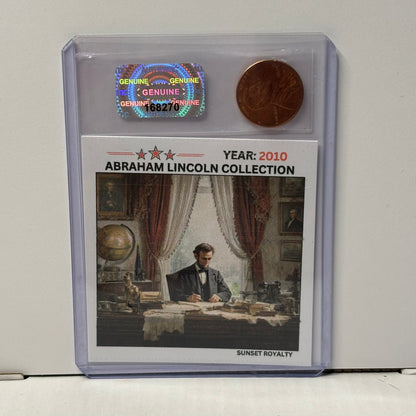 GENUINE GENUINE
GENUINE
GENUINE GENUINE
168270
YEAR: 2010
ABRAHAM LINCOLN COLLECTION
SUNSET ROYALTY